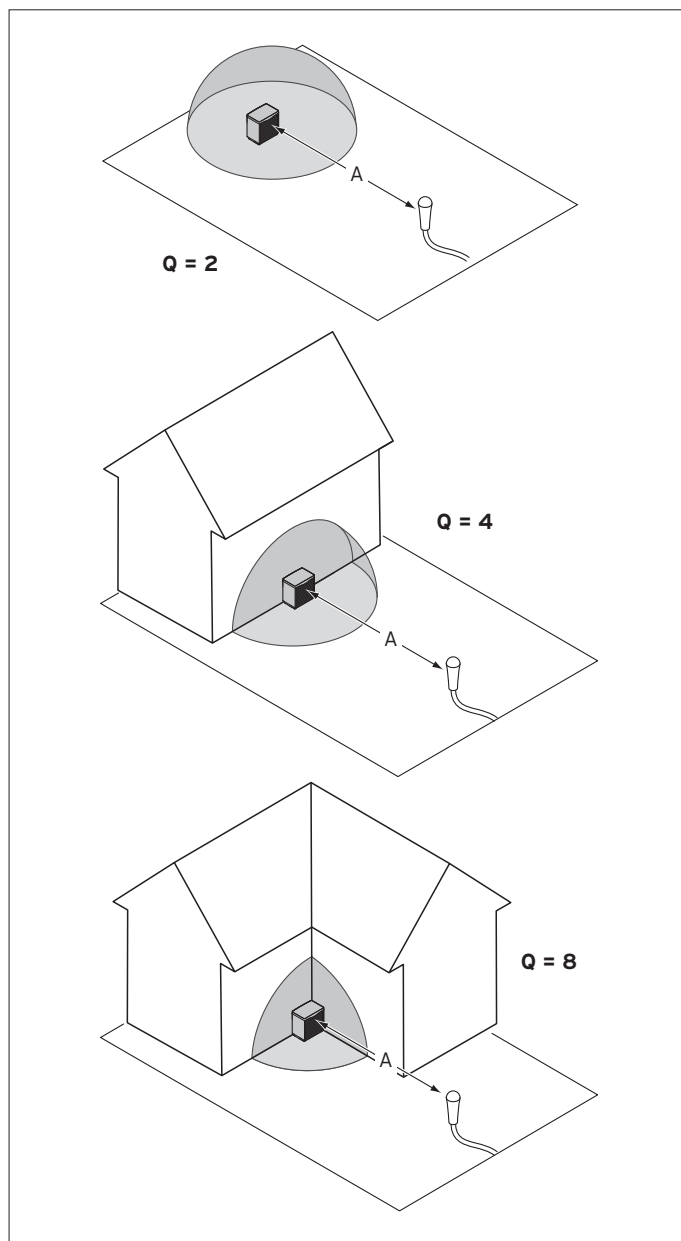 A
Q = 2
Q = 4
A
Q = 8
A